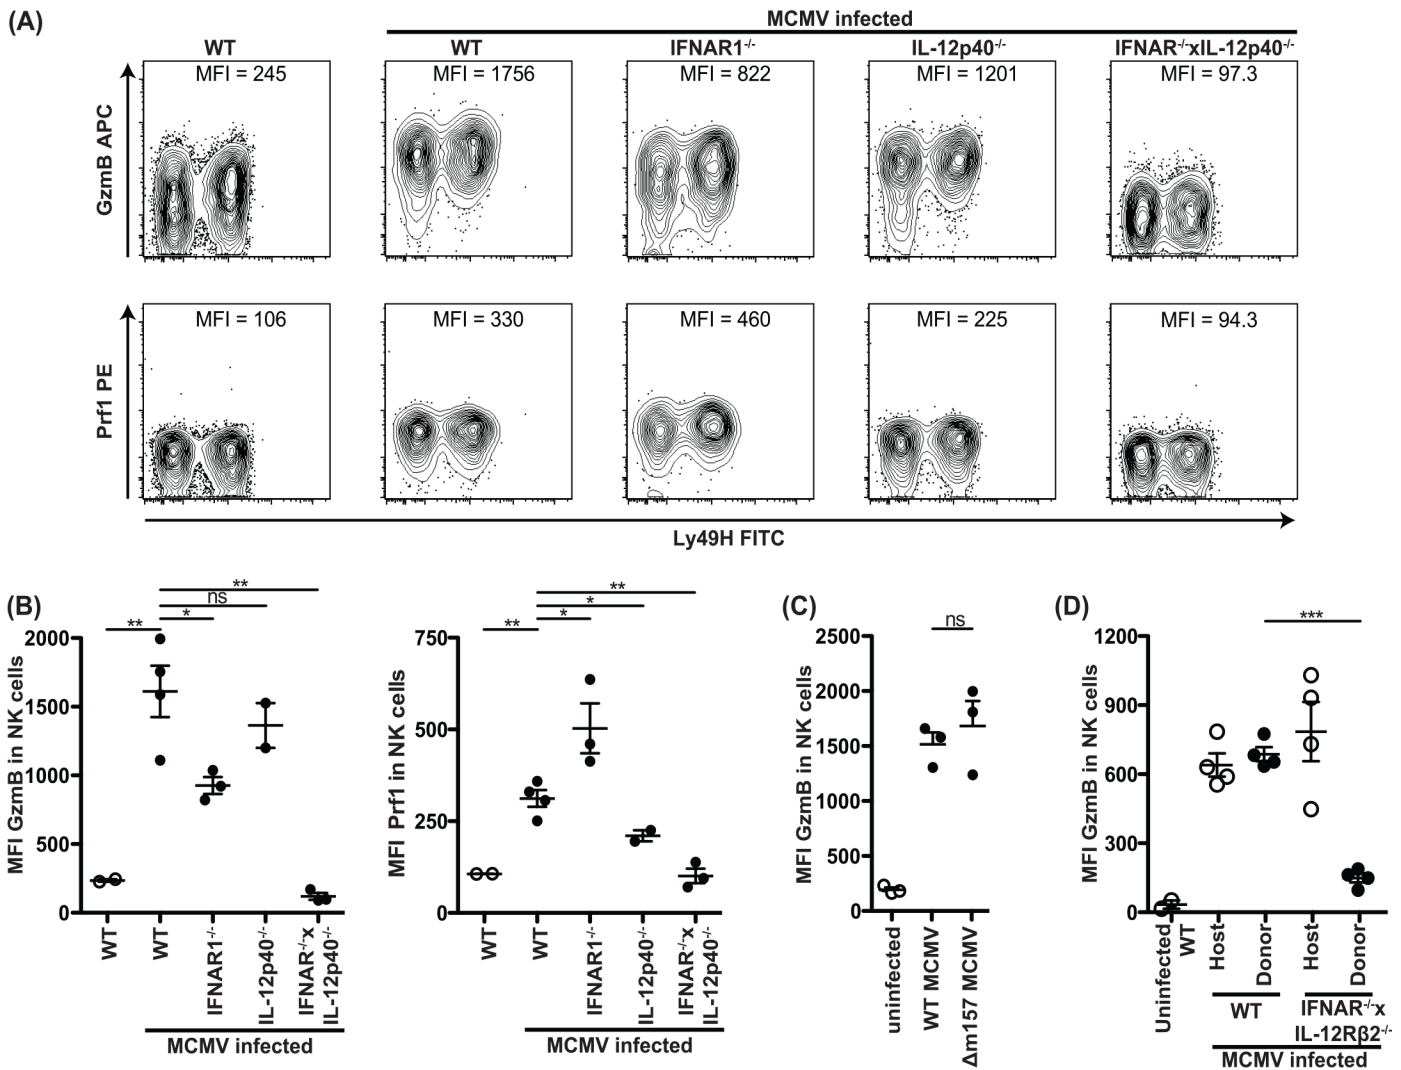 (A)
MCMV infected
WT WT IFNAR1-/- IL-12p40-/- IFNAR-/-xIL-12p40-/-
MFI = 245 MFI = 1756 MFI = 822 MFI = 1201 MFI = 97.3
GzmB APC
MFI = 106 MFI = 330 MFI = 460 MFI = 225 MFI = 94.3
Prf1 PE
Ly49H FITC
(B)
MFI GzmB in NK cells
2000
1500
1000
500
0
** * ns **
WT
WT
IFNAR1-/-
IL-12p40-/-
IFNAR-/-x
IL-12p40-/-
MCMV infected
MFI Prf1 in NK cells
750
500
250
0
** * * **
WT
WT
IFNAR1-/-
IL-12p40-/-
IFNAR-/-x
IL-12p40-/-
MCMV infected
(C)
MFI GzmB in NK cells
2500
2000
1500
1000
500
0
ns
uninfected
WT MCMV
Δm157 MCMV
(D)
MFI GzmB in NK cells
1200
900
600
300
0
***
Uninfected
WT
Host
Donor
Host
Donor
WT
IFNAR-/-x
IL-12Rβ2-/-
MCMV infected